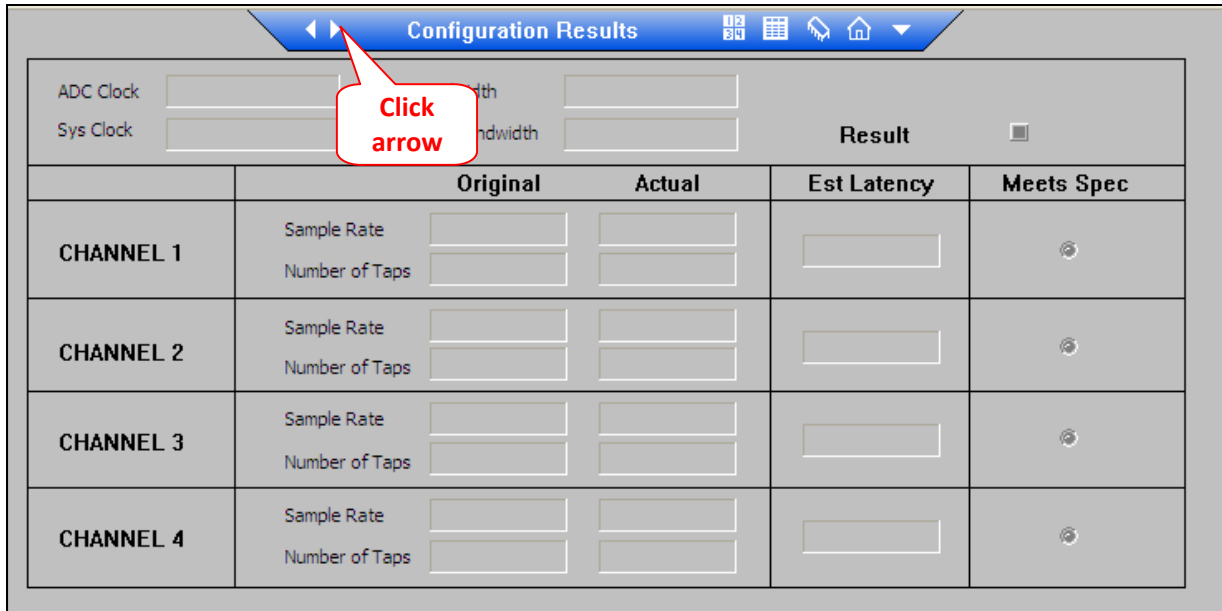 Configuration Results
12
34
ADC Clock
Sys Clock
Click
arrow
Result
Original Actual Est Latency Meets Spec
CHANNEL 1
Sample Rate
Number of Taps
CHANNEL 2
Sample Rate
Number of Taps
CHANNEL 3
Sample Rate
Number of Taps
CHANNEL 4
Sample Rate
Number of Taps